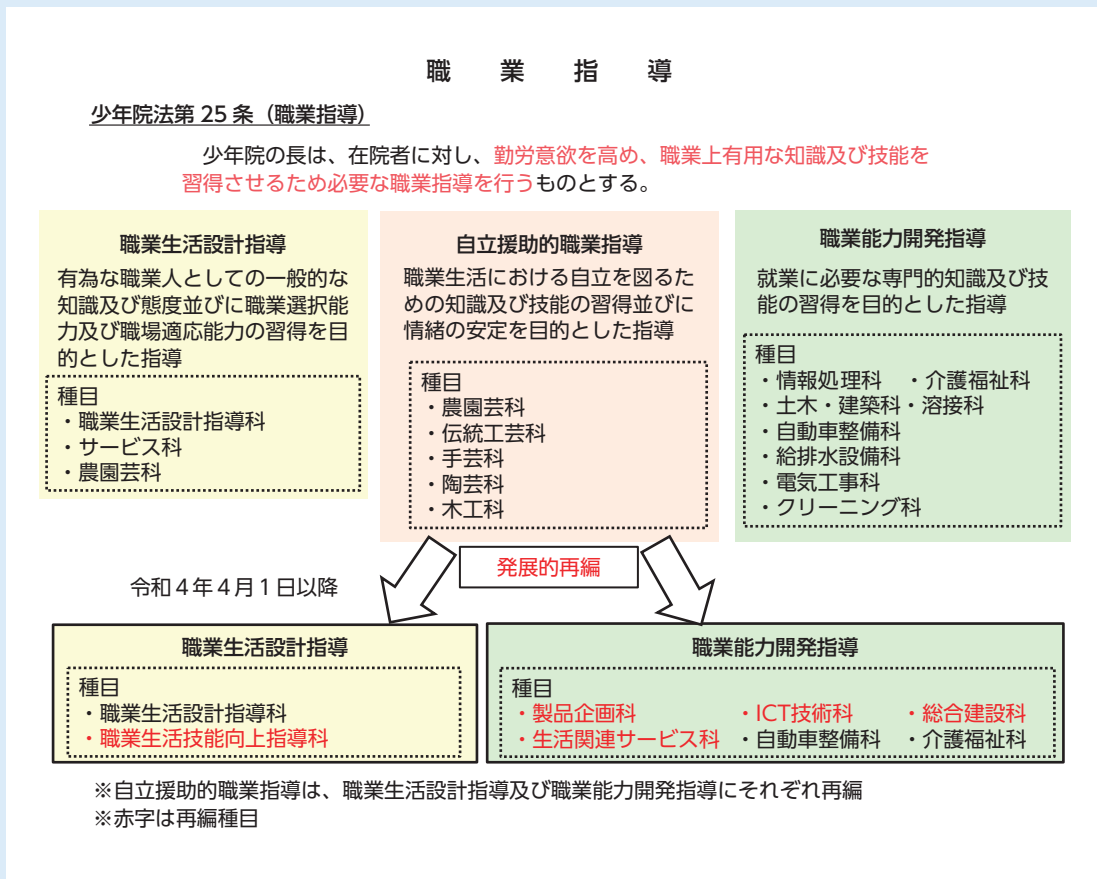 職　業　指　導
少年院法第 25 条（職業指導）
少年院の長は、在院者に対し、勤労意欲を高め、職業上有用な知識及び技能を
習得させるため必要な職業指導を行うものとする。
職業生活設計指導
有為な職業人としての一般的な
知識及び態度並びに職業選択能
力及び職場適応能力の習得を目
的とした指導
種目
・職業生活設計指導科
・サービス科
・農園芸科
自立援助的職業指導
職業生活における自立を図るた
めの知識及び技能の習得並びに
情緒の安定を目的とした指導
種目
・農園芸科
・伝統工芸科
・手芸科
・陶芸科
・木工科
職業能力開発指導
就業に必要な専門的知識及び技
能の習得を目的とした指導
種目
・情報処理科　・介護福祉科
・土木・建築科・溶接科
・自動車整備科
・給排水設備科
・電気工事科
・クリーニング科
発展的再編
令和４年４月１日以降
職業生活設計指導
種目
・職業生活設計指導科
・職業生活技能向上指導科
職業能力開発指導
種目
・製品企画科　・ICT技術科　・総合建設科
・生活関連サービス科　・自動車整備科　・介護福祉科
※自立援助的職業指導は、職業生活設計指導及び職業能力開発指導にそれぞれ再編
※赤字は再編種目